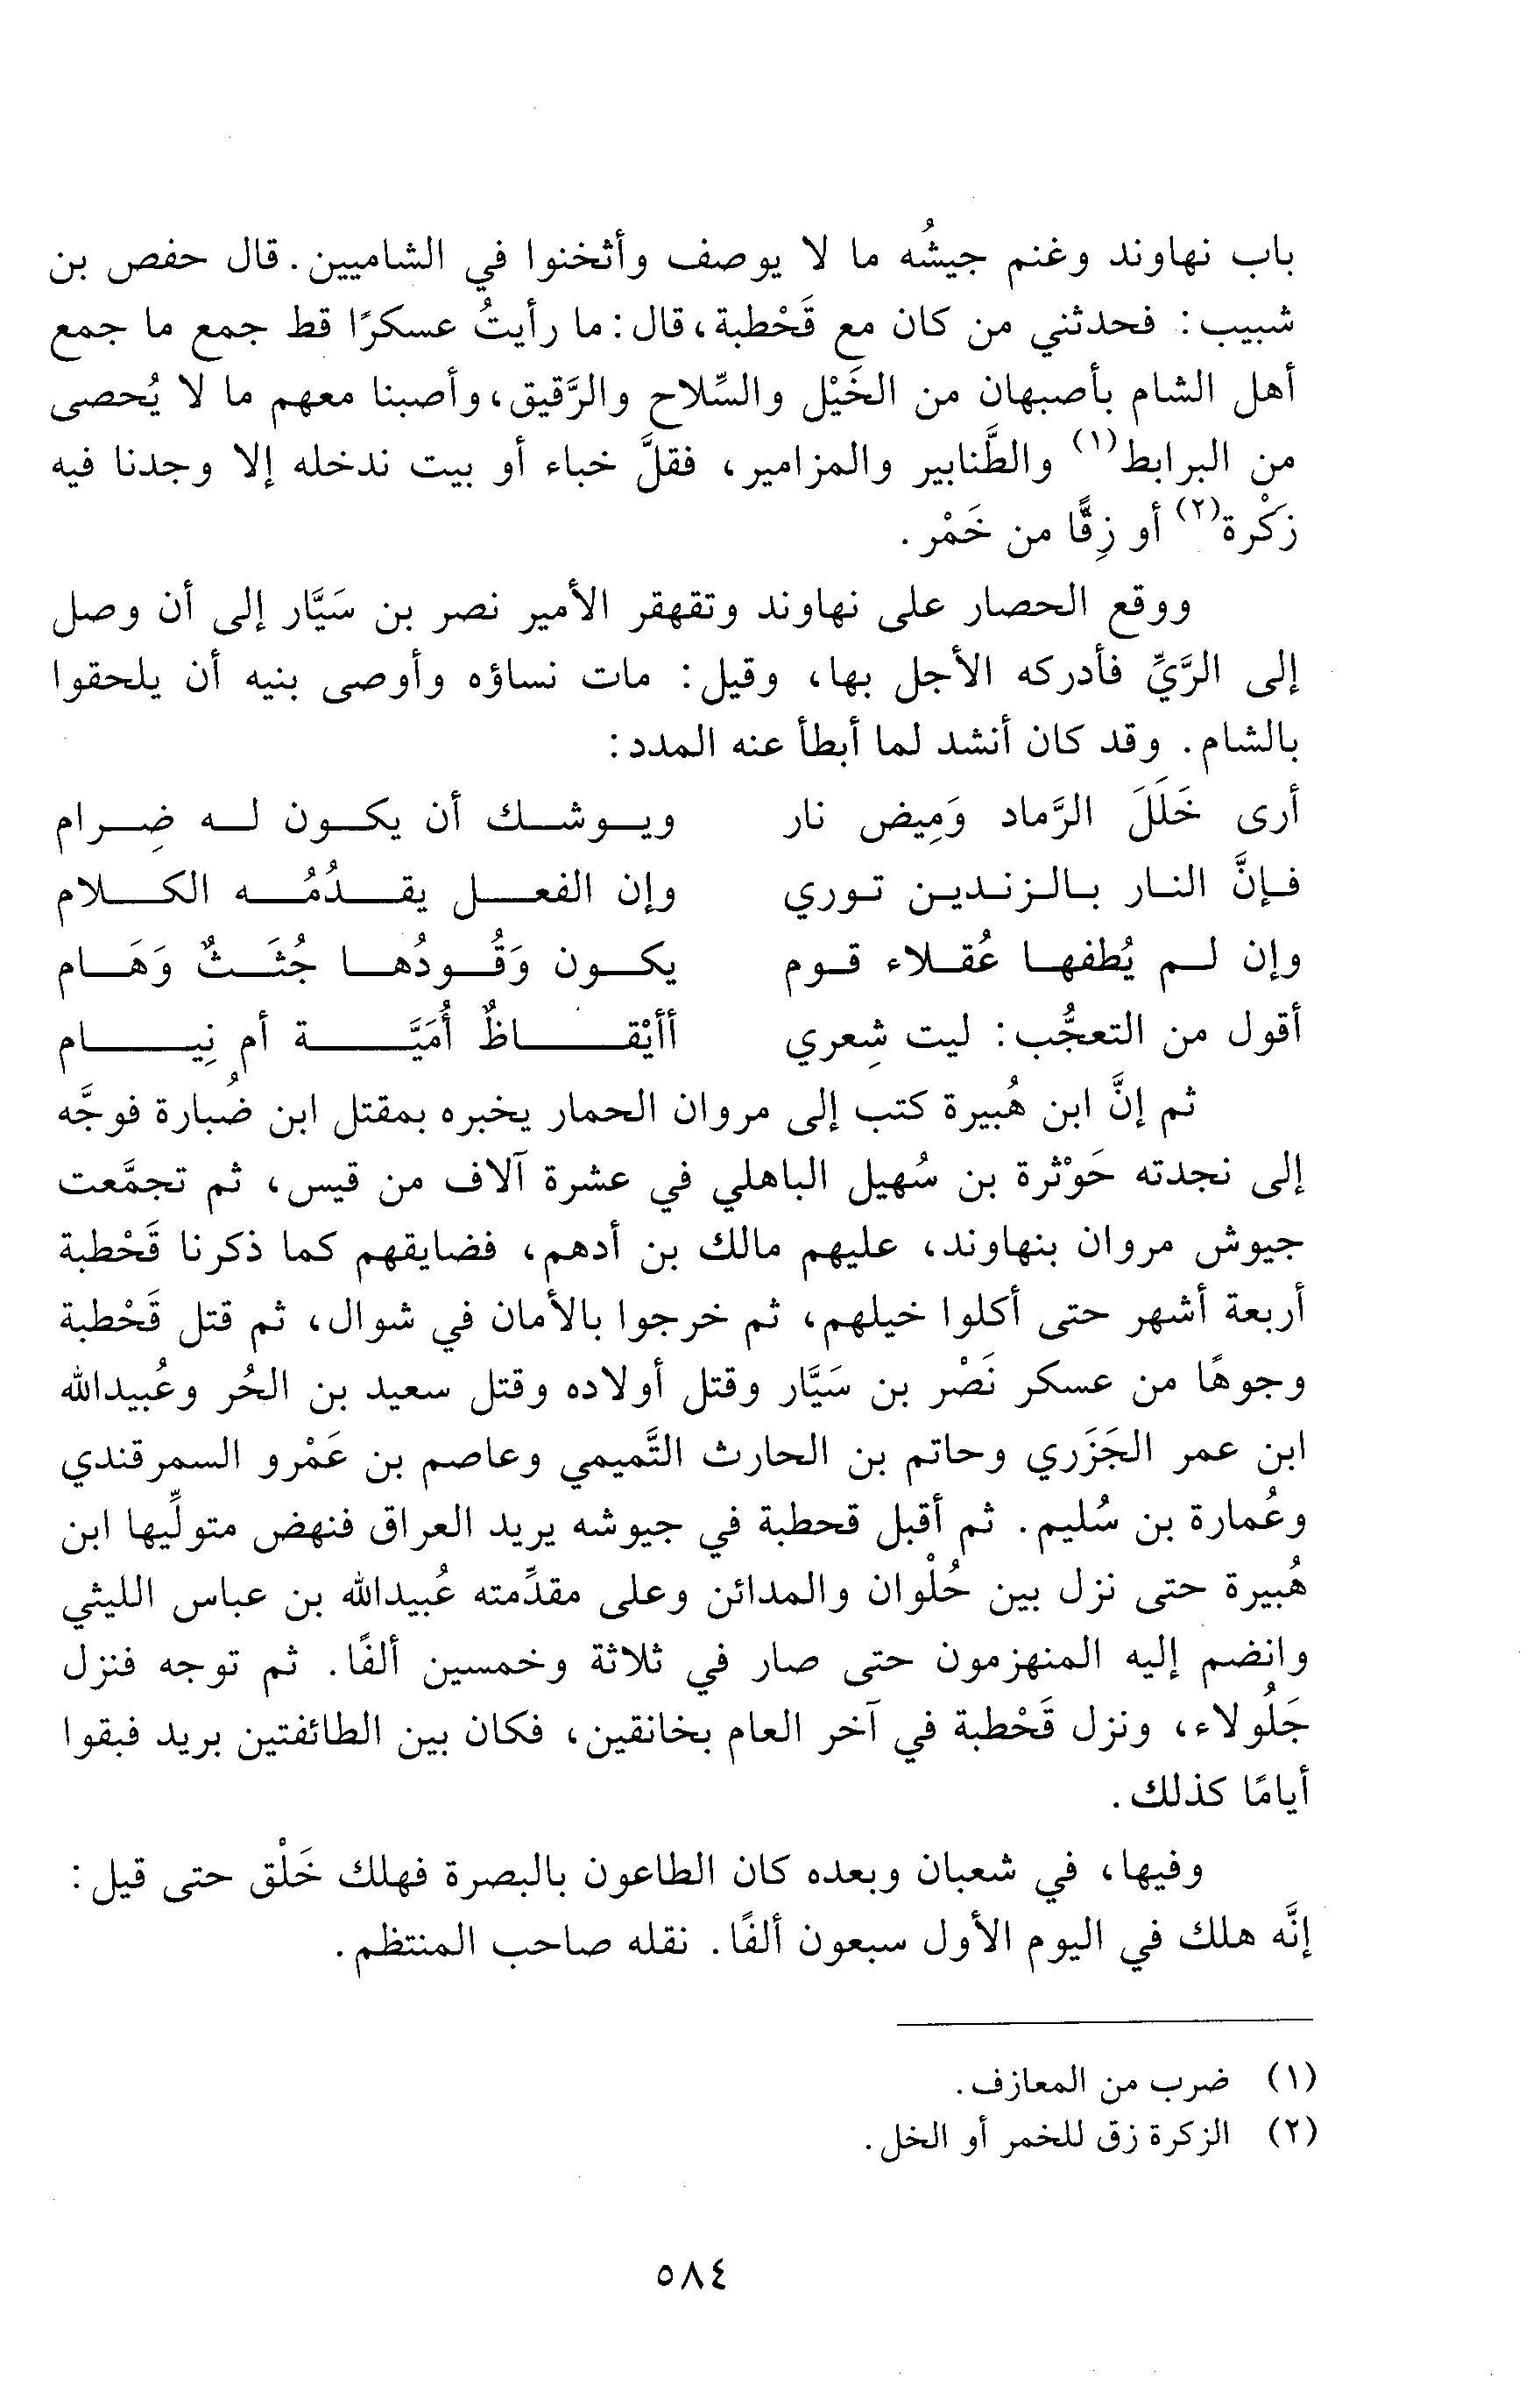 باب نهاوند وغنم جيشُه ما لا يوصف وأثخنوا في الشاميين. قال حفص بن
شبيب: فحدثني من كان مع قَحْطبة، قال: ما رأيتُ عسكرًا قط جمع ما جمع
أهل الشام بأصبهان من الخَيْل والسِّلاح والرَّقيق، وأصبنا معهم ما لا يُحصى
من البرابط(١) والطَّنابير والمزامير، فقلَّ خباء أو بيت ندخله إلا وجدنا فيه
زَكْرة(٢) أو زِقًّا من خَمْر.
ووقع الحصار على نهاوند وتقهقر الأمير نصر بن سَيَّار إلى أن وصل
إلى الرَّيِّ فأدركه الأجل بها، وقيل: مات نساؤه وأوصى بنيه أن يلحقوا
بالشام. وقد كان أنشد لما أبطأ عنه المدد:
أرى خَلَلَ الرَّماد وَمِيض نار ويوشك أن يكون له ضِرام
فإنَّ النار بالزندين توري وإن الفعل يقدُمُه الكلام
وإن لم يُطفها عُقلاء قوم يكون وَقُودُها جُثَثٌ وَهَام
أقول من التعجُّب: ليت شِعري أأيْقاظٌ أُمَيَّة أم نِيام
ثم إنَّ ابن هُبيرة كتب إلى مروان الحمار يخبره بمقتل ابن ضُبارة فوجَّه
إلى نجدته حَوْثرة بن سُهيل الباهلي في عشرة آلاف من قيس، ثم تجمَّعت
جيوش مروان بنهاوند، عليهم مالك بن أدهم، فضايقهم كما ذكرنا قَحْطبة
أربعة أشهر حتى أكلوا خيلهم، ثم خرجوا بالأمان في شوال، ثم قتل قَحْطبة
وجوهًا من عسكر نَصْر بن سَيَّار وقتل أولاده وقتل سعيد بن الحُر وعُبيدالله
ابن عمر الجَزَري وحاتم بن الحارث التَّميمي وعاصم بن عَمْرو السمرقندي
وعُمارة بن سُليم. ثم أقبل قحطبة في جيوشه يريد العراق فنهض متولِّيها ابن
هُبيرة حتى نزل بين حُلْوان والمدائن وعلى مقدِّمته عُبيدالله بن عباس الليثي
وانضم إليه المنهزمون حتى صار في ثلاثة وخمسين ألفًا. ثم توجه فنزل
جَلُولاء، ونزل قَحْطبة في آخر العام بخانقين، فكان بين الطائفتين بريد فبقوا
أيامًا كذلك.
وفيها، في شعبان وبعده كان الطاعون بالبصرة فهلك خَلْق حتى قيل:
إنَّه هلك في اليوم الأول سبعون ألفًا. نقله صاحب المنتظم.
(١) ضرب من المعازف.
(٢) الزكرة زق للخمر أو الخل.
٥٨٤